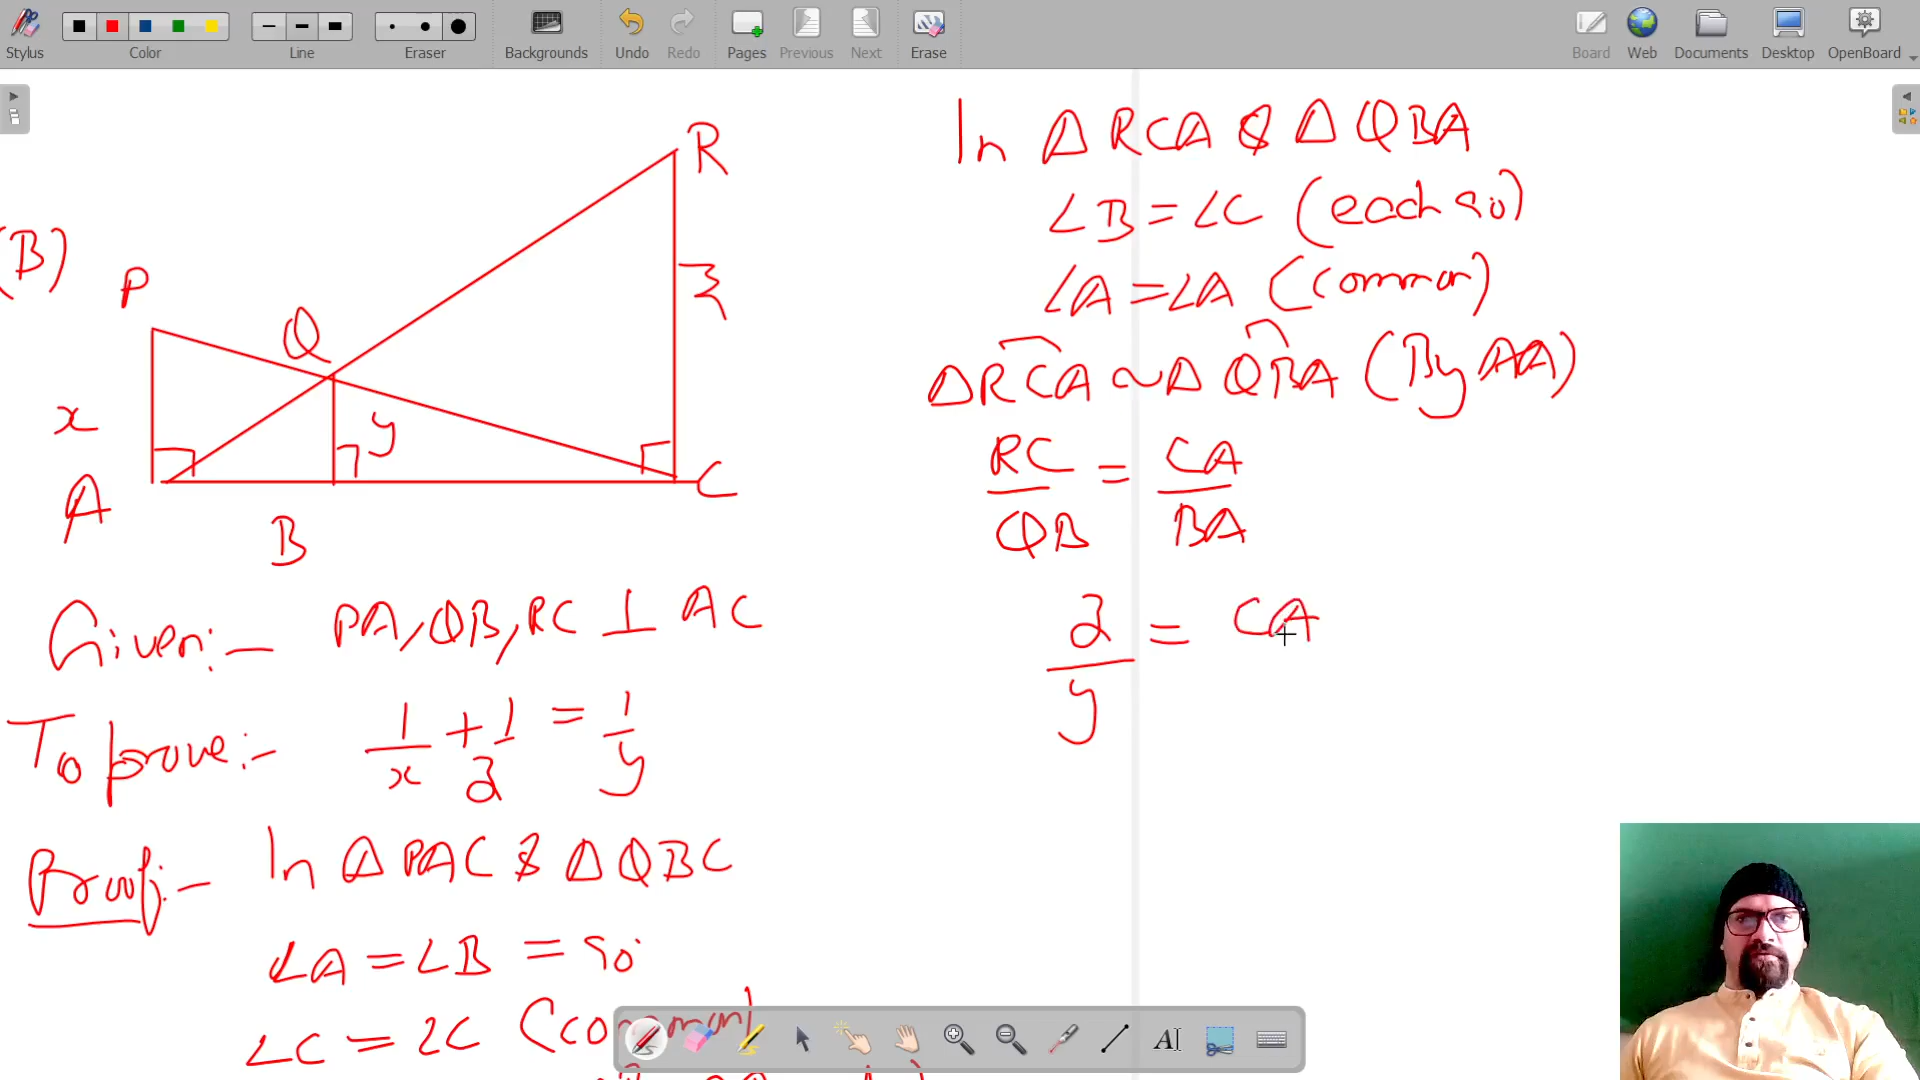 Stylus Color Line Eraser Backgrounds Undo Redo Pages Previous Next Erase Board Web Documents Desktop OpenBoard
(B)
P
Q
R
x
y
z
A
B
C
Given:- PA, QB, RC ⊥ AC
To prove:- 1/x + 1/z = 1/y
Proof:- In Δ PAC & Δ QBC
∠A = ∠B = 90°
∠C = ∠C (common)
In Δ RCA & Δ QBA
∠B = ∠C (each 90)
∠A = ∠A (common)
ΔRCA ~ Δ QBA (By AA)
RC/QB = CA/BA
z/y = CA